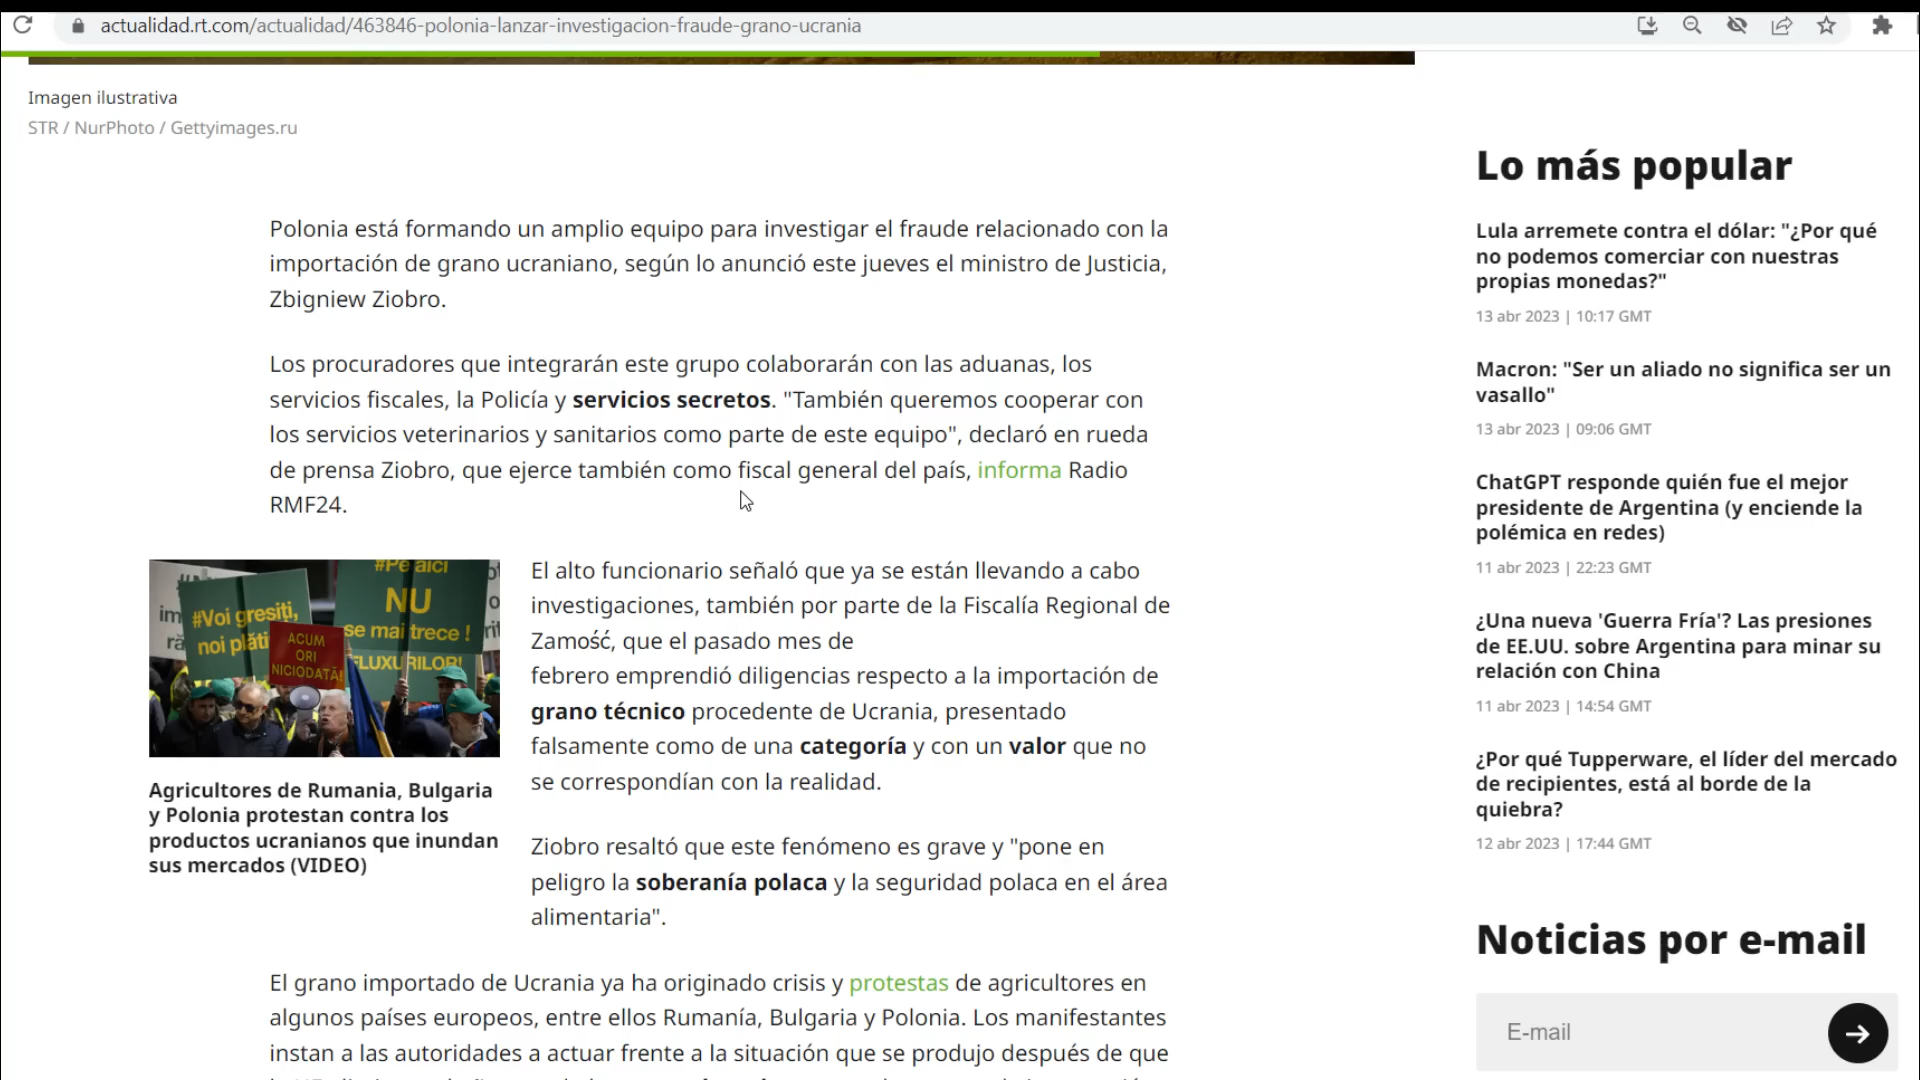 actualidad.rt.com/actualidad/463846-polonia-lanzar-investigacion-fraude-grano-ucrania
Imagen ilustrativa
STR / NurPhoto / Gettyimages.ru
Polonia está formando un amplio equipo para investigar el fraude relacionado con la
importación de grano ucraniano, según lo anunció este jueves el ministro de Justicia,
Zbigniew Ziobro.
Los procuradores que integrarán este grupo colaborarán con las aduanas, los
servicios fiscales, la Policía y servicios secretos. "También queremos cooperar con
los servicios veterinarios y sanitarios como parte de este equipo", declaró en rueda
de prensa Ziobro, que ejerce también como fiscal general del país, informa Radio
RMF24.
#Voi gresiti,
noi plăti
ACUM
ORI
NICIODATĂ!
#Pe aici
NU
se mai trece !
FLUXURILOR!
Agricultores de Rumania, Bulgaria
y Polonia protestan contra los
productos ucranianos que inundan
sus mercados (VIDEO)
El alto funcionario señaló que ya se están llevando a cabo
investigaciones, también por parte de la Fiscalía Regional de
Zamość, que el pasado mes de
febrero emprendió diligencias respecto a la importación de
grano técnico procedente de Ucrania, presentado
falsamente como de una categoría y con un valor que no
se correspondían con la realidad.
Ziobro resaltó que este fenómeno es grave y "pone en
peligro la soberanía polaca y la seguridad polaca en el área
alimentaria".
El grano importado de Ucrania ya ha originado crisis y protestas de agricultores en
algunos países europeos, entre ellos Rumanía, Bulgaria y Polonia. Los manifestantes
instan a las autoridades a actuar frente a la situación que se produjo después de que
Lo más popular
Lula arremete contra el dólar: "¿Por qué
no podemos comerciar con nuestras
propias monedas?"
13 abr 2023 | 10:17 GMT
Macron: "Ser un aliado no significa ser un
vasallo"
13 abr 2023 | 09:06 GMT
ChatGPT responde quién fue el mejor
presidente de Argentina (y enciende la
polémica en redes)
11 abr 2023 | 22:23 GMT
¿Una nueva 'Guerra Fría'? Las presiones
de EE.UU. sobre Argentina para minar su
relación con China
11 abr 2023 | 14:54 GMT
¿Por qué Tupperware, el líder del mercado
de recipientes, está al borde de la
quiebra?
12 abr 2023 | 17:44 GMT
Noticias por e-mail
E-mail